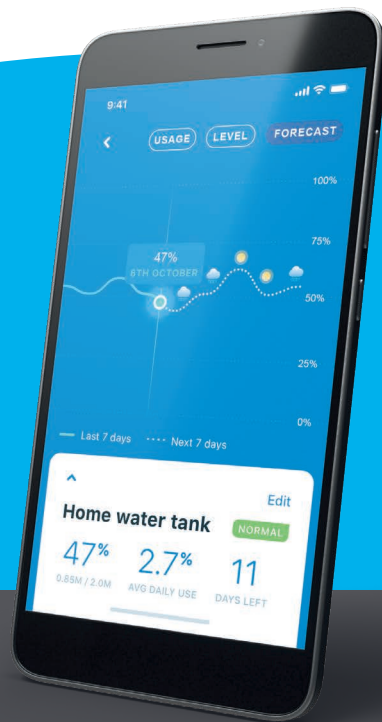 9:41
USAGE LEVEL FORECAST
100%
75%
47%
6TH OCTOBER
50%
25%
0%
Last 7 days Next 7 days
Edit
Home water tank NORMAL
47% 2.7% 11
0.85M / 2.0M AVG DAILY USE DAYS LEFT